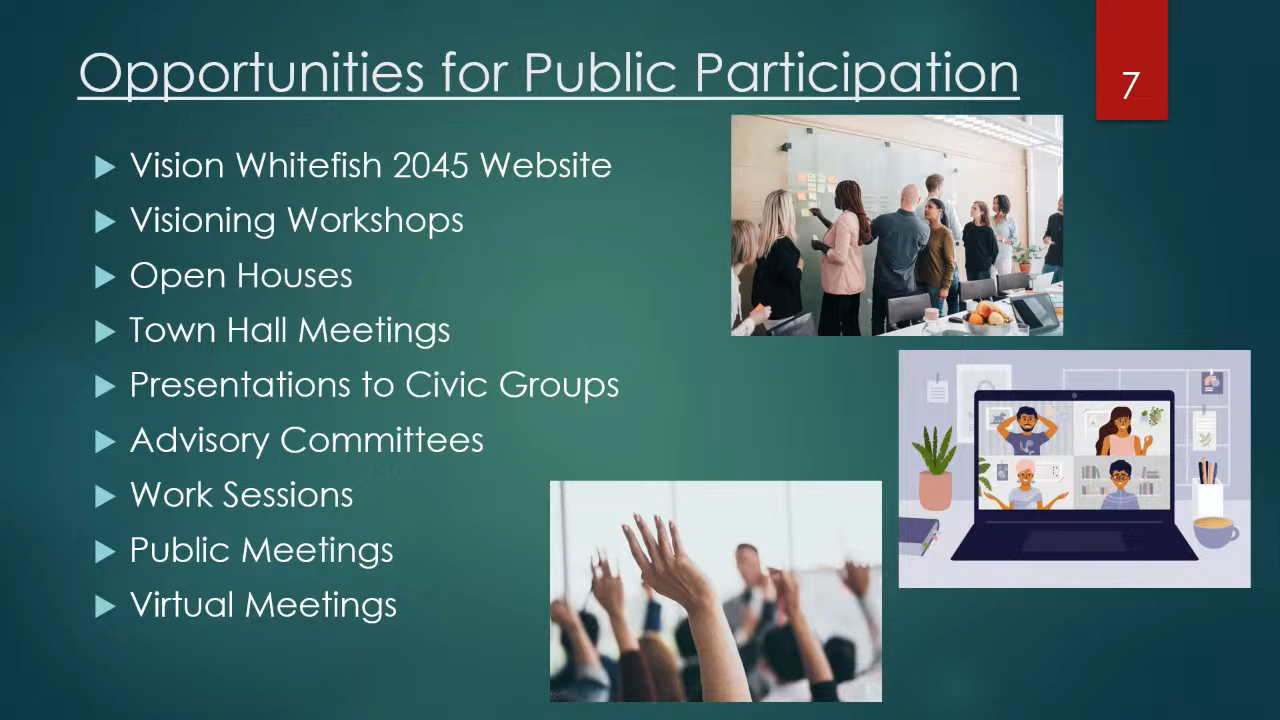 Opportunities for Public Participation
7
Vision Whitefish 2045 Website
Visioning Workshops
Open Houses
Town Hall Meetings
Presentations to Civic Groups
Advisory Committees
Work Sessions
Public Meetings
Virtual Meetings